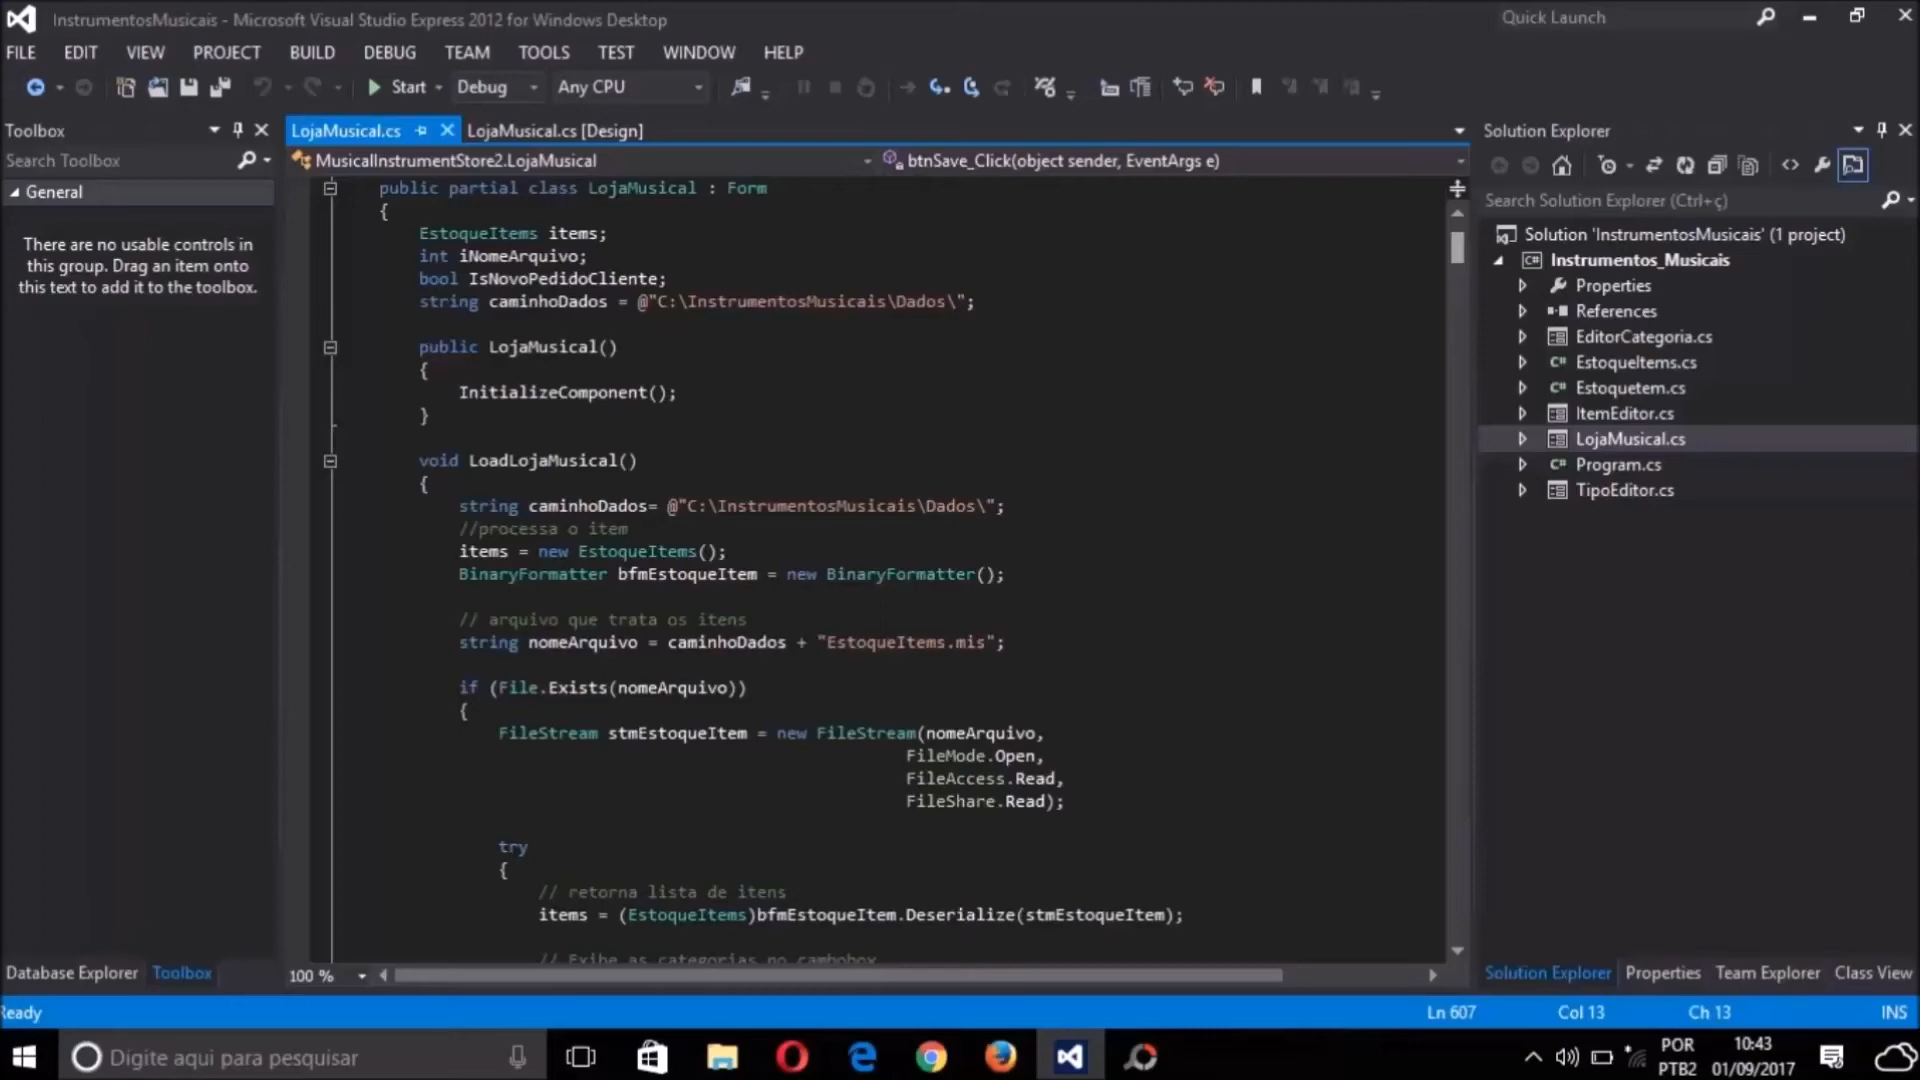 InstrumentosMusicais - Microsoft Visual Studio Express 2012 for Windows Desktop
Quick Launch
FILE EDIT VIEW PROJECT BUILD DEBUG TEAM TOOLS TEST WINDOW HELP
Start Debug Any CPU
Toolbox
Search Toolbox
General
There are no usable controls in
this group. Drag an item onto
this text to add it to the toolbox.
Database Explorer Toolbox
LojaMusical.cs LojaMusical.cs [Design]
MusicalInstrumentStore2.LojaMusical btnSave_Click(object sender, EventArgs e)
public partial class LojaMusical : Form
{
EstoqueItems items;
int iNomeArquivo;
bool IsNovoPedidoCliente;
string caminhoDados = @"C:\InstrumentosMusicais\Dados\";
public LojaMusical()
{
InitializeComponent();
}
void LoadLojaMusical()
{
string caminhoDados= @"C:\InstrumentosMusicais\Dados\";
//processa o item
items = new EstoqueItems();
BinaryFormatter bfmEstoqueItem = new BinaryFormatter();
// arquivo que trata os itens
string nomeArquivo = caminhoDados + "EstoqueItems.mis";
if (File.Exists(nomeArquivo))
{
FileStream stmEstoqueItem = new FileStream(nomeArquivo,
FileMode.Open,
FileAccess.Read,
FileShare.Read);
try
{
// retorna lista de itens
items = (EstoqueItems)bfmEstoqueItem.Deserialize(stmEstoqueItem);
// Exibe as categorias no cambobox
100 %
Solution Explorer
Search Solution Explorer (Ctrl+ç)
Solution 'InstrumentosMusicais' (1 project)
Instrumentos_Musicais
Properties
References
EditorCategoria.cs
EstoqueItems.cs
Estoquetem.cs
ItemEditor.cs
LojaMusical.cs
Program.cs
TipoEditor.cs
Solution Explorer Properties Team Explorer Class View
Ready Ln 607 Col 13 Ch 13 INS
Digite aqui para pesquisar
POR 10:43
PTB2 01/09/2017